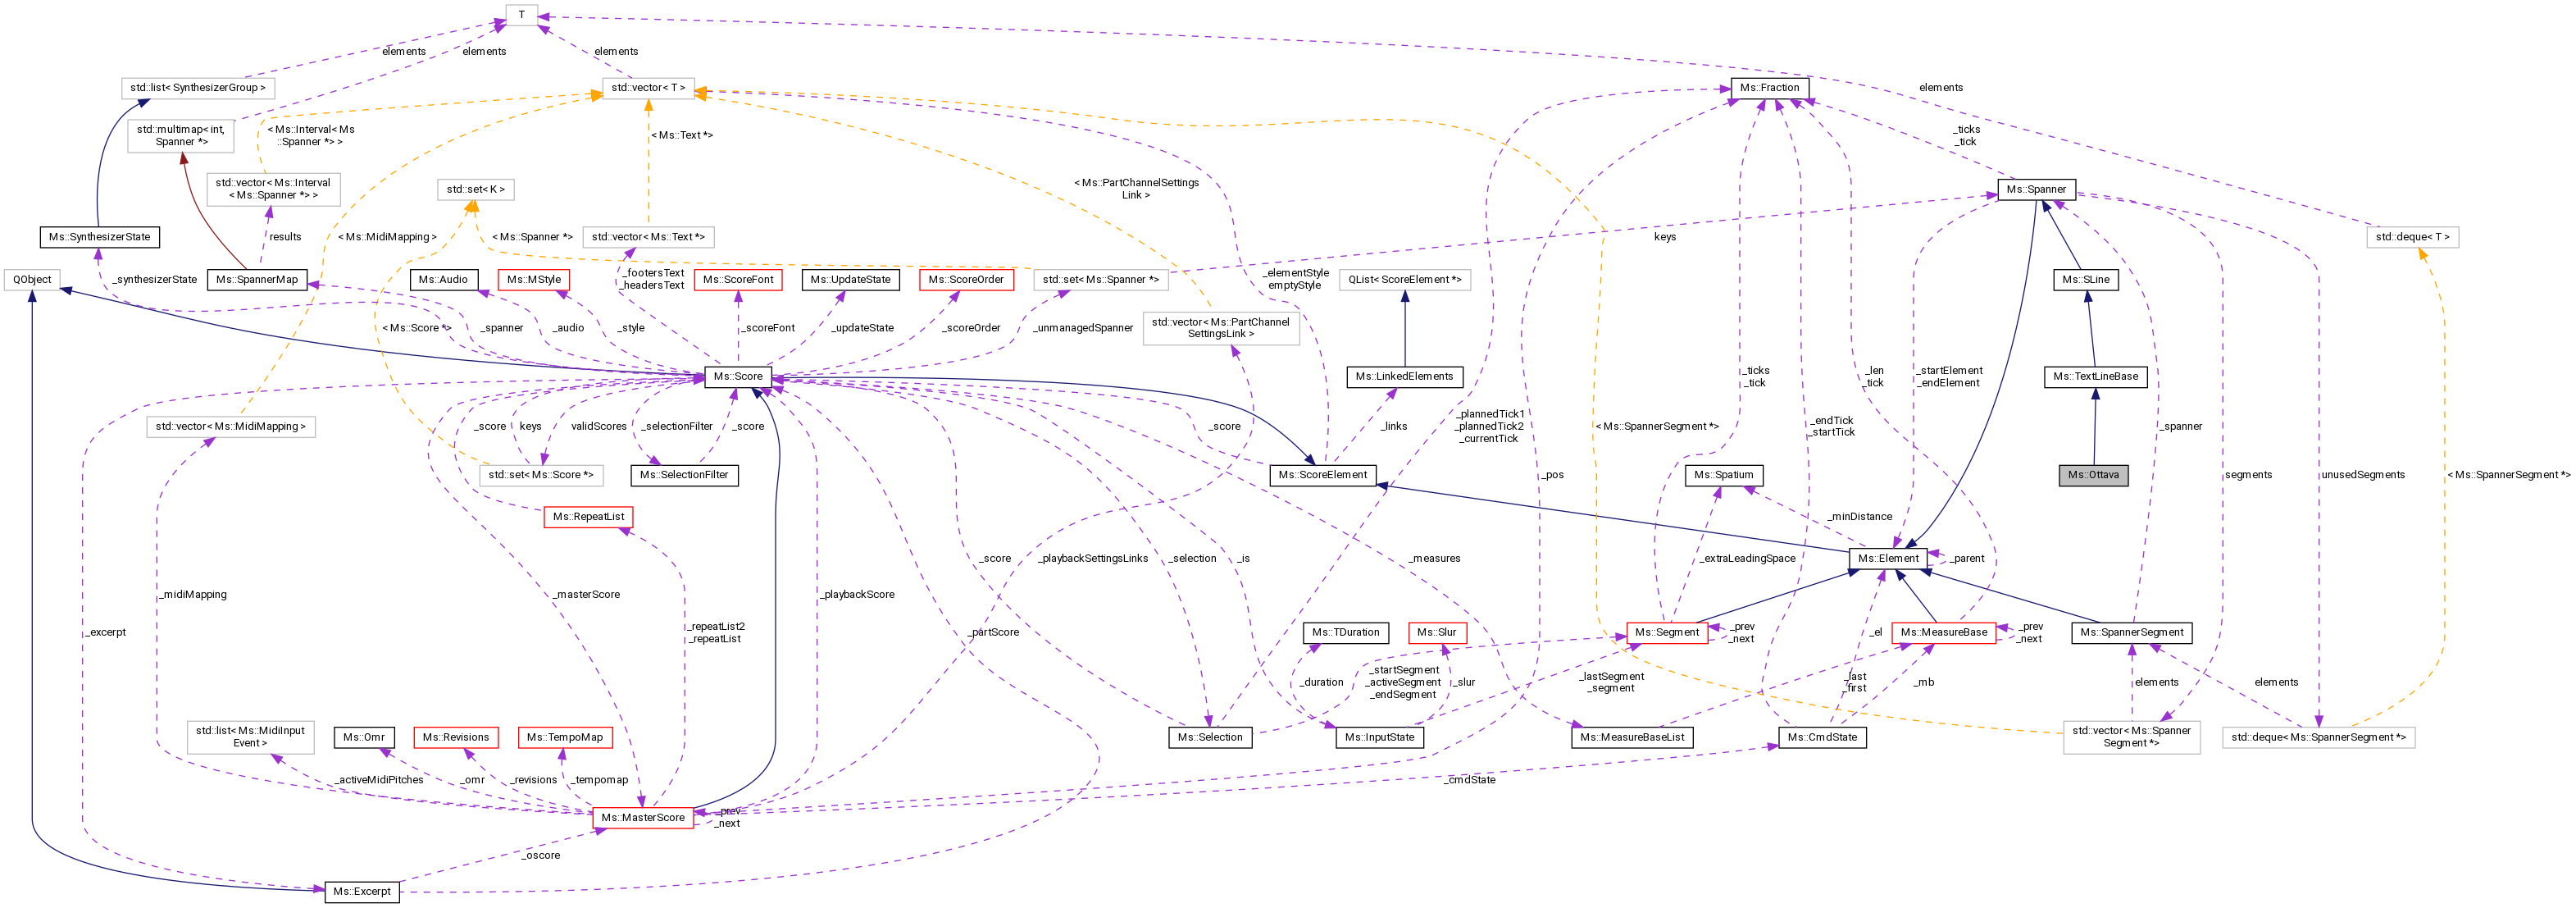 T
elements
elements
elements
std::list< SynthesizerGroup >
std::vector< T >
Ms::Fraction
elements
std::multimap< int,
Spanner *>
< Ms::Interval< Ms
::Spanner *> >
< Ms::Text *>
_ticks
_tick
std::vector< Ms::Interval
< Ms::Spanner *> >
std::set< K >
< Ms::PartChannelSettings
Link >
Ms::Spanner
Ms::SynthesizerState
results
< Ms::MidiMapping >
< Ms::Spanner *>
std::vector< Ms::Text *>
keys
std::deque< T >
QObject
_synthesizerState
Ms::SpannerMap
Ms::Audio
Ms::MStyle
_footersText
_headersText
Ms::ScoreFont
Ms::UpdateState
Ms::ScoreOrder
std::set< Ms::Spanner *>
_elementStyle
emptyStyle
QList< ScoreElement *>
Ms::SLine
< Ms::Score *>
_spanner
_audio
_style
_scoreFont
_updateState
_scoreOrder
_unmanagedSpanner
std::vector< Ms::PartChannel
SettingsLink >
Ms::Score
Ms::LinkedElements
_ticks
_tick
_len
_tick
_startElement
_endElement
Ms::TextLineBase
std::vector< Ms::MidiMapping >
_score
keys
validScores
_selectionFilter
_score
_score
_links
_plannedTick1
_plannedTick2
_currentTick
< Ms::SpannerSegment *>
_endTick
_startTick
_spanner
std::set< Ms::Score *>
Ms::SelectionFilter
Ms::ScoreElement
_pos
Ms::Spatium
Ms::Ottava
segments
unusedSegments
< Ms::SpannerSegment *>
Ms::RepeatList
_minDistance
_score
_playbackSettingsLinks
_selection
_is
_measures
_extraLeadingSpace
Ms::Element
_parent
_midiMapping
_masterScore
_playbackScore
_excerpt
_repeatList2
_repeatList
_partScore
Ms::TDuration
Ms::Slur
Ms::Segment
_prev
_next
_el
Ms::MeasureBase
_prev
_next
Ms::SpannerSegment
_duration
_startSegment
_activeSegment
_endSegment
_slur
_lastSegment
_segment
_last
_first
_mb
elements
elements
std::list< Ms::MidiInput
Event >
Ms::Omr
Ms::Revisions
Ms::TempoMap
Ms::Selection
Ms::InputState
Ms::MeasureBaseList
Ms::CmdState
std::vector< Ms::Spanner
Segment *>
std::deque< Ms::SpannerSegment *>
_activeMidiPitches
_omr
_revisions
_tempomap
_cmdState
Ms::MasterScore
_prev
_next
_oscore
Ms::Excerpt